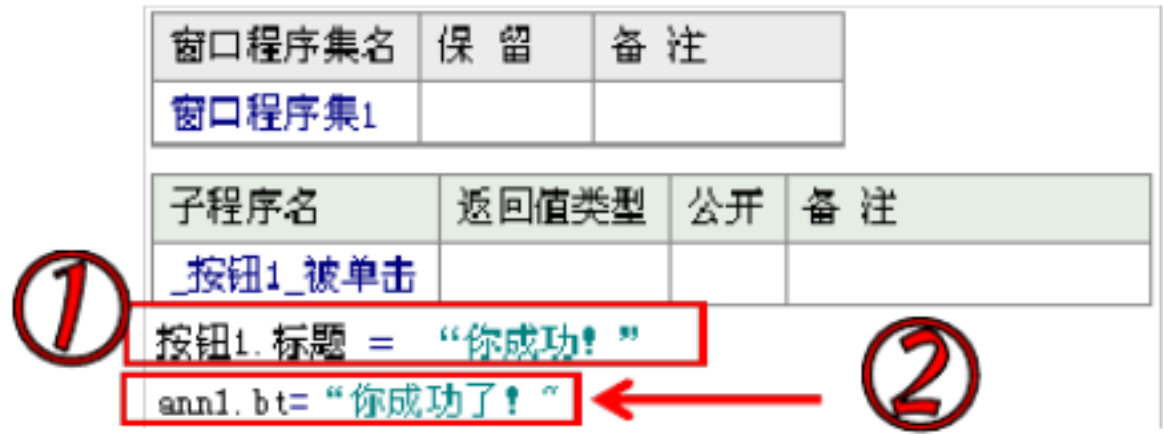 窗口程序集名 保 留 备 注
窗口程序集1
子程序名 返回值类型 公开 备 注
_按钮1_被单击
1
按钮1.标题 = “你成功!”
2
ann1.bt=“你成功了!~